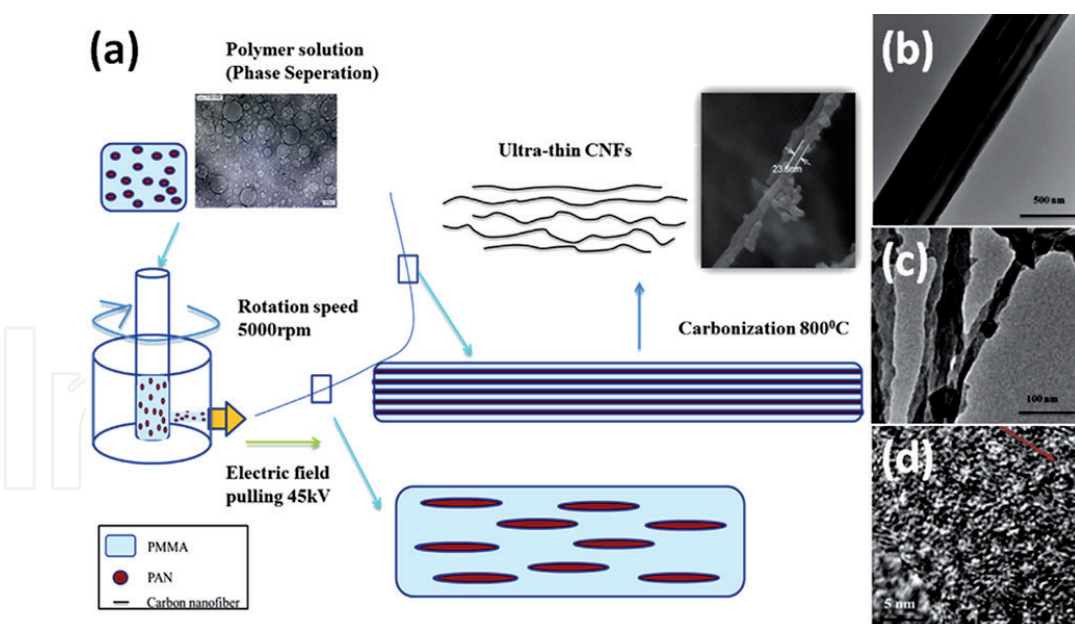 (a)
Polymer solution
(Phase Seperation)
Ultra-thin CNFs
23.6nm
Rotation speed
5000rpm
Carbonization 800⁰C
Electric field
pulling 45kV
PMMA
PAN
Carbon nanofiber
(b)
500 nm
(c)
100 nm
(d)
5 nm